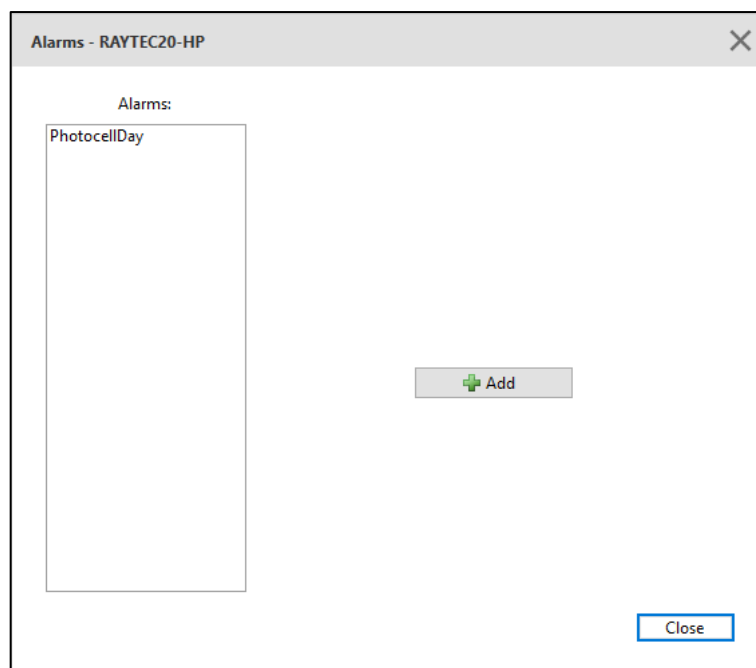 Alarms - RAYTEC20-HP
Alarms:
PhotocellDay
Add
Close